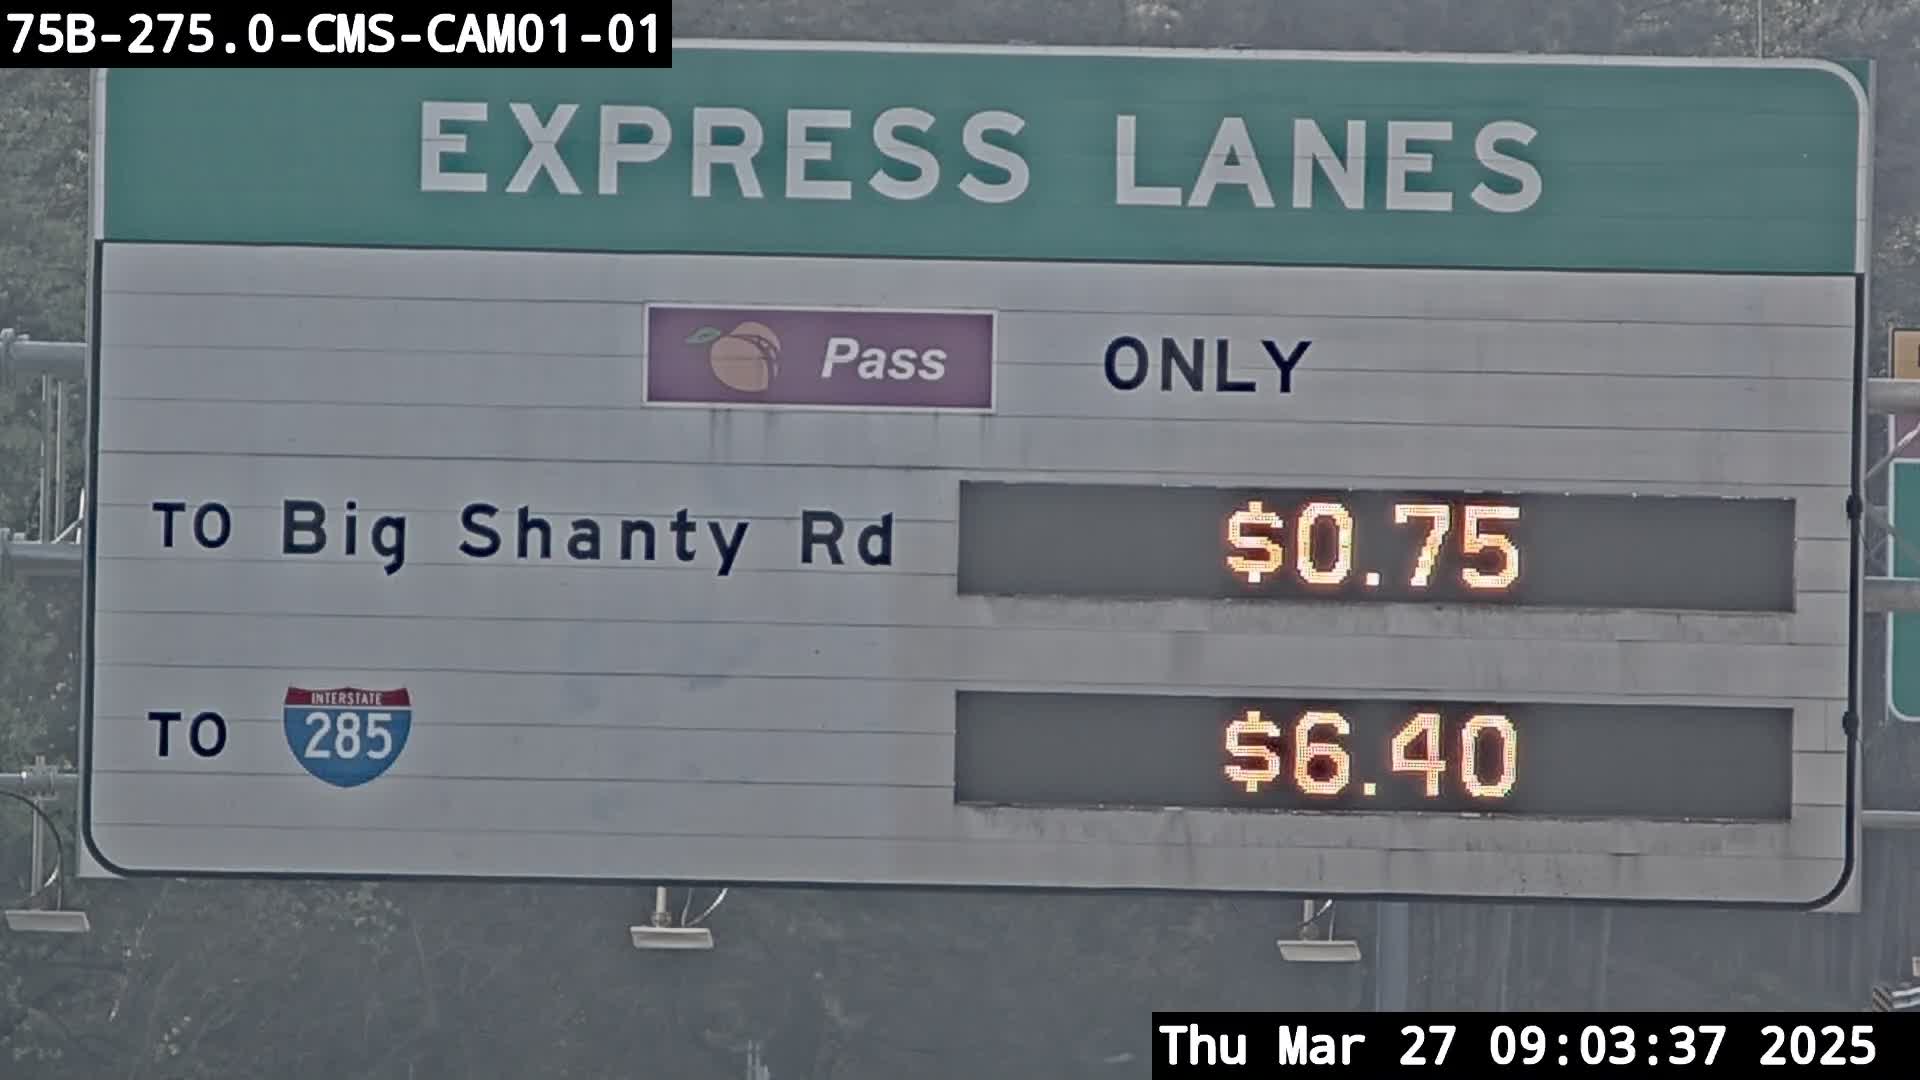 75B-275.0-CMS-CAM01-01
EXPRESS LANES
Pass ONLY
TO Big Shanty Rd $0.75
INTERSTATE
TO 285 $6.40
Thu Mar 27 09:03:37 2025